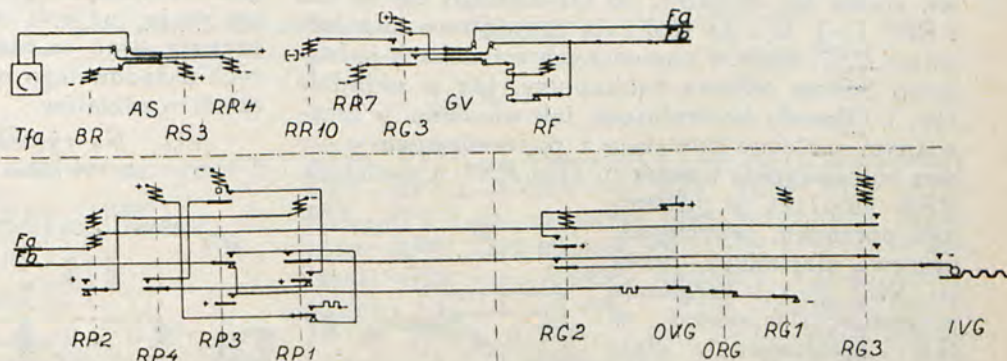 [+]
Fa
Fb
+
[-]
-
-
RR4
RR7
GV
AS
RS3
RG3
RF
Tfa
BR
RR10
+
+
-
+
Fa
+
-
Fb
-
+
+
-
RP2
RP3
RG2
OVG
RG1
RP4
RP1
ORG
RG3
IVG